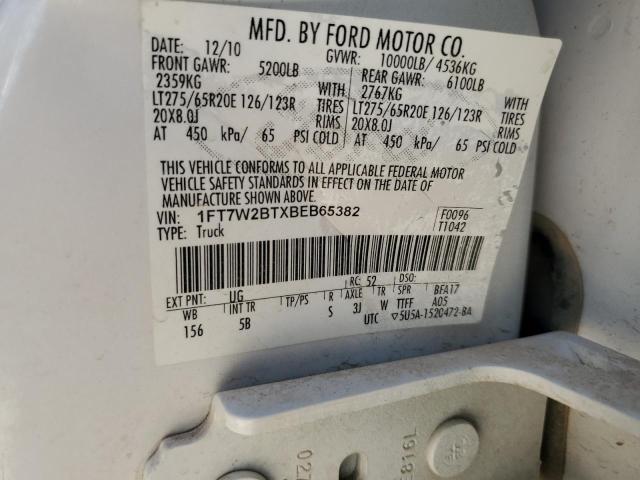 MFD. BY FORD MOTOR CO.
DATE: 12/10 GVWR: 10000LB/ 4536KG
FRONT GAWR: 5200LB REAR GAWR: 6100LB
2359KG WITH 2767KG WITH
LT275/65R20E 126/123R TIRES LT275/65R20E 126/123R TIRES
20X8.0J RIMS 20X8.0J RIMS
AT 450 kPa/ 65 PSI COLD AT 450 kPa/ 65 PSI COLD
THIS VEHICLE CONFORMS TO ALL APPLICABLE FEDERAL MOTOR
VEHICLE SAFETY STANDARDS IN EFFECT ON THE DATE OF
MANUFACTURE SHOWN ABOVE.
VIN: 1FT7W2BTXBEB65382 F0096
TYPE: Truck T1042
RC: 52 DSO:
EXT PNT: UG
WB INT TR TP/PS R AXLE TR SPR BFA17
156 5B S 3J W TTFF A05
UTC ▽5U5A-1520472-BA
816L